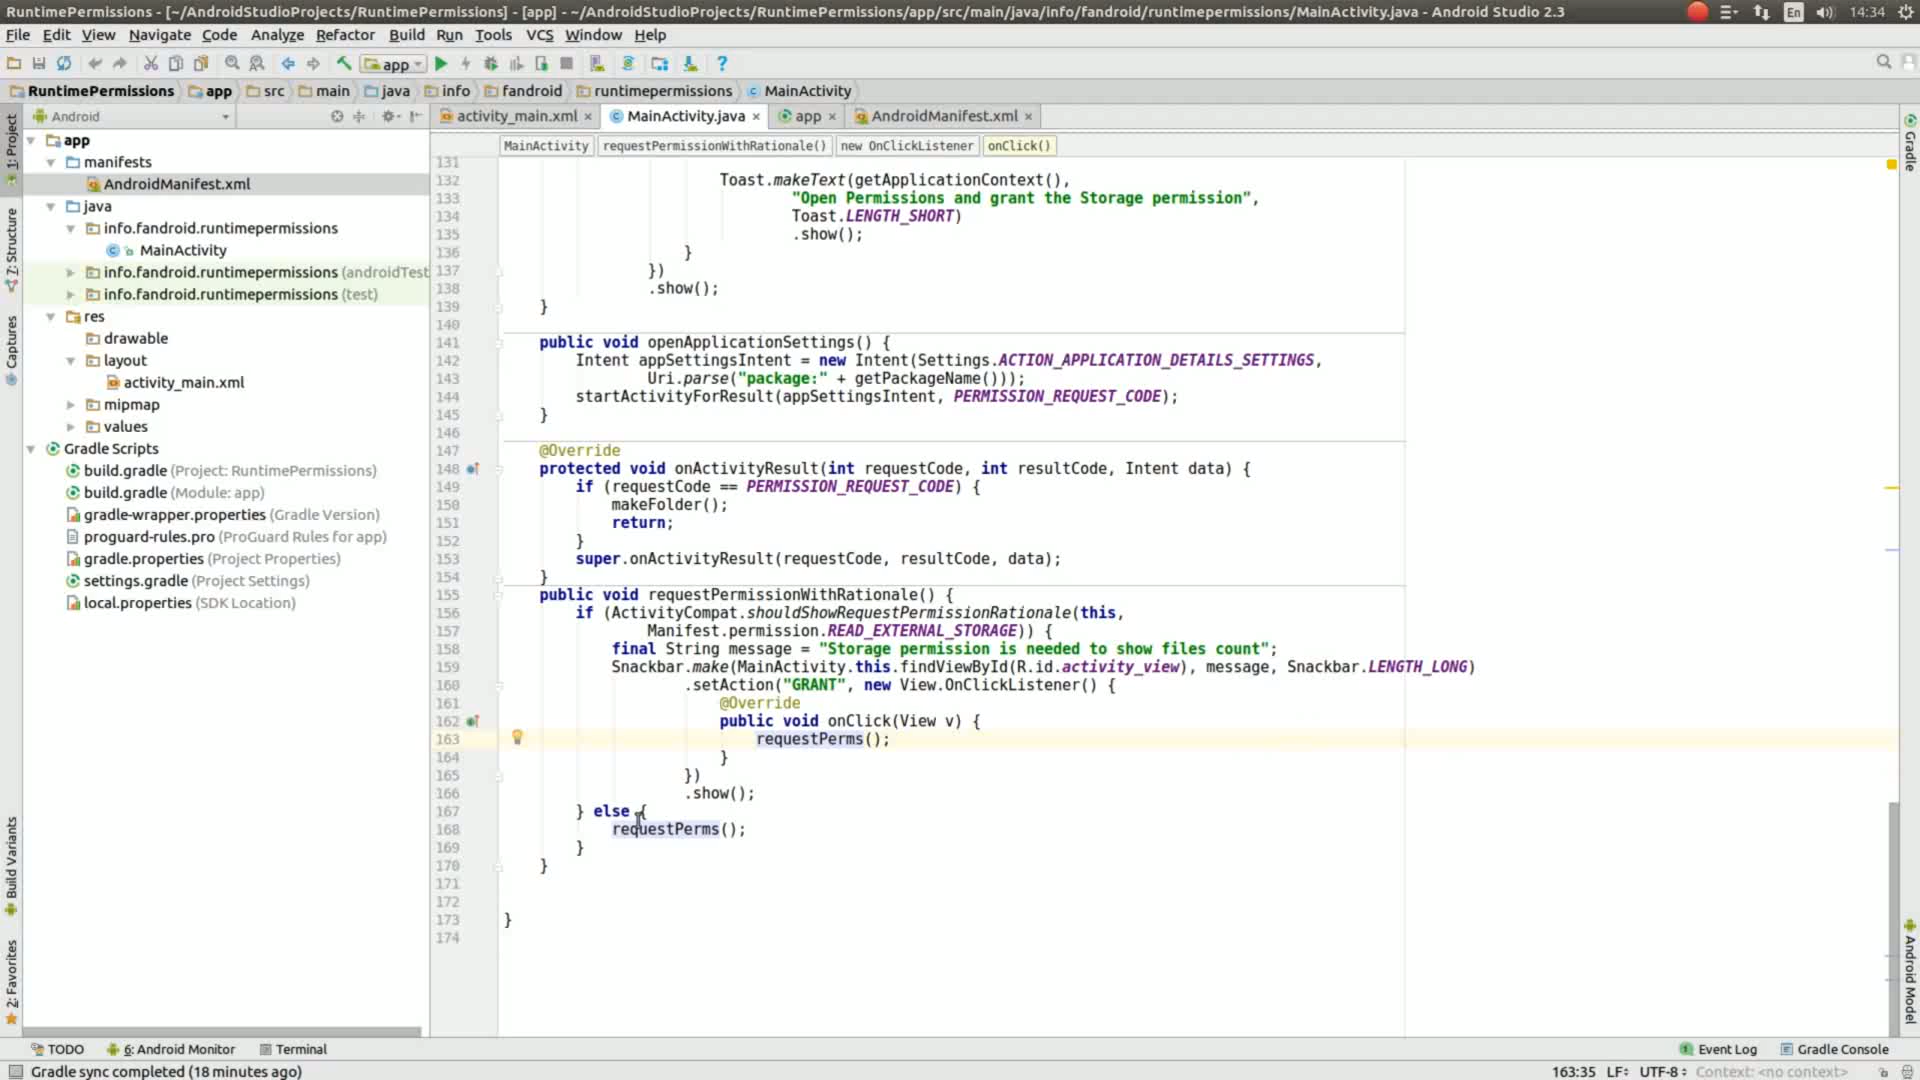 RuntimePermissions - [~/AndroidStudioProjects/RuntimePermissions] - [app] - ~/AndroidStudioProjects/RuntimePermissions/app/src/main/java/info/fandroid/runtimepermissions/MainActivity.java - Android Studio 2.3
En 14:34
File Edit View Navigate Code Analyze Refactor Build Run Tools VCS Window Help
app
RuntimePermissions app src main java info fandroid runtimepermissions MainActivity
Android
activity_main.xml MainActivity.java app AndroidManifest.xml
MainActivity requestPermissionWithRationale() new OnClickListener onClick()
1: Project
7: Structure
Captures
Build Variants
2: Favorites
app
manifests
AndroidManifest.xml
java
info.fandroid.runtimepermissions
MainActivity
info.fandroid.runtimepermissions (androidTest
info.fandroid.runtimepermissions (test)
res
drawable
layout
activity_main.xml
mipmap
values
Gradle Scripts
build.gradle (Project: RuntimePermissions)
build.gradle (Module: app)
gradle-wrapper.properties (Gradle Version)
proguard-rules.pro (ProGuard Rules for app)
gradle.properties (Project Properties)
settings.gradle (Project Settings)
local.properties (SDK Location)
131
132 Toast.makeText(getApplicationContext(),
133 "Open Permissions and grant the Storage permission",
134 Toast.LENGTH_SHORT)
135 .show();
136 }
137 })
138 .show();
139 }
140
141 public void openApplicationSettings() {
142 Intent appSettingsIntent = new Intent(Settings.ACTION_APPLICATION_DETAILS_SETTINGS,
143 Uri.parse("package:" + getPackageName()));
144 startActivityForResult(appSettingsIntent, PERMISSION_REQUEST_CODE);
145 }
146
147 @Override
148 protected void onActivityResult(int requestCode, int resultCode, Intent data) {
149 if (requestCode == PERMISSION_REQUEST_CODE) {
150 makeFolder();
151 return;
152 }
153 super.onActivityResult(requestCode, resultCode, data);
154 }
155 public void requestPermissionWithRationale() {
156 if (ActivityCompat.shouldShowRequestPermissionRationale(this,
157 Manifest.permission.READ_EXTERNAL_STORAGE)) {
158 final String message = "Storage permission is needed to show files count";
159 Snackbar.make(MainActivity.this.findViewById(R.id.activity_view), message, Snackbar.LENGTH_LONG)
160 .setAction("GRANT", new View.OnClickListener() {
161 @Override
162 public void onClick(View v) {
163 requestPerms();
164 }
165 })
166 .show();
167 } else {
168 requestPerms();
169 }
170 }
171
172
173 }
174
Gradle
Android Model
TODO 6: Android Monitor Terminal
1 Event Log Gradle Console
Gradle sync completed (18 minutes ago)
163:35 LF UTF-8 Context: <no context>